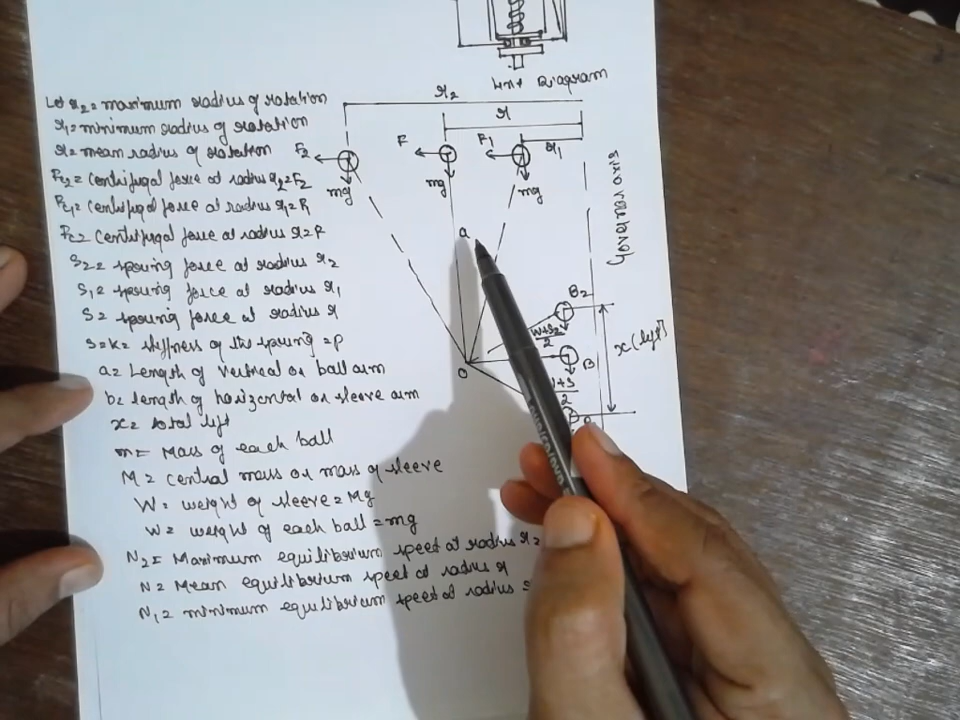 Line Diagram
Let r2 = maximum radius of rotation
r1 = minimum radius of rotation
r = mean radius of rotation
Fc2 = centrifugal force at radius r2 = F2
Fc1 = centrifugal force at radius r1 = F1
Fc = centrifugal force at radius r = F
S2 = spring force at radius r2
S1 = spring force at radius r1
S = spring force at radius r
s = k = stiffness of the spring = p
a = Length of vertical or ball arm
b = length of horizontal or sleeve arm
x = total lift
m = Mass of each ball
M = central mass or mass of sleeve
W = weight of sleeve = Mg
w = weight of each ball = mg
N2 = Maximum equilibrium speed at radius r2
N = Mean equilibrium speed at radius r
N1 = minimum equilibrium speed at radius
r2
r
r1
F2
F
F1
mg
mg
mg
a
O
B2
W+S2
2
B
2
x (lift)